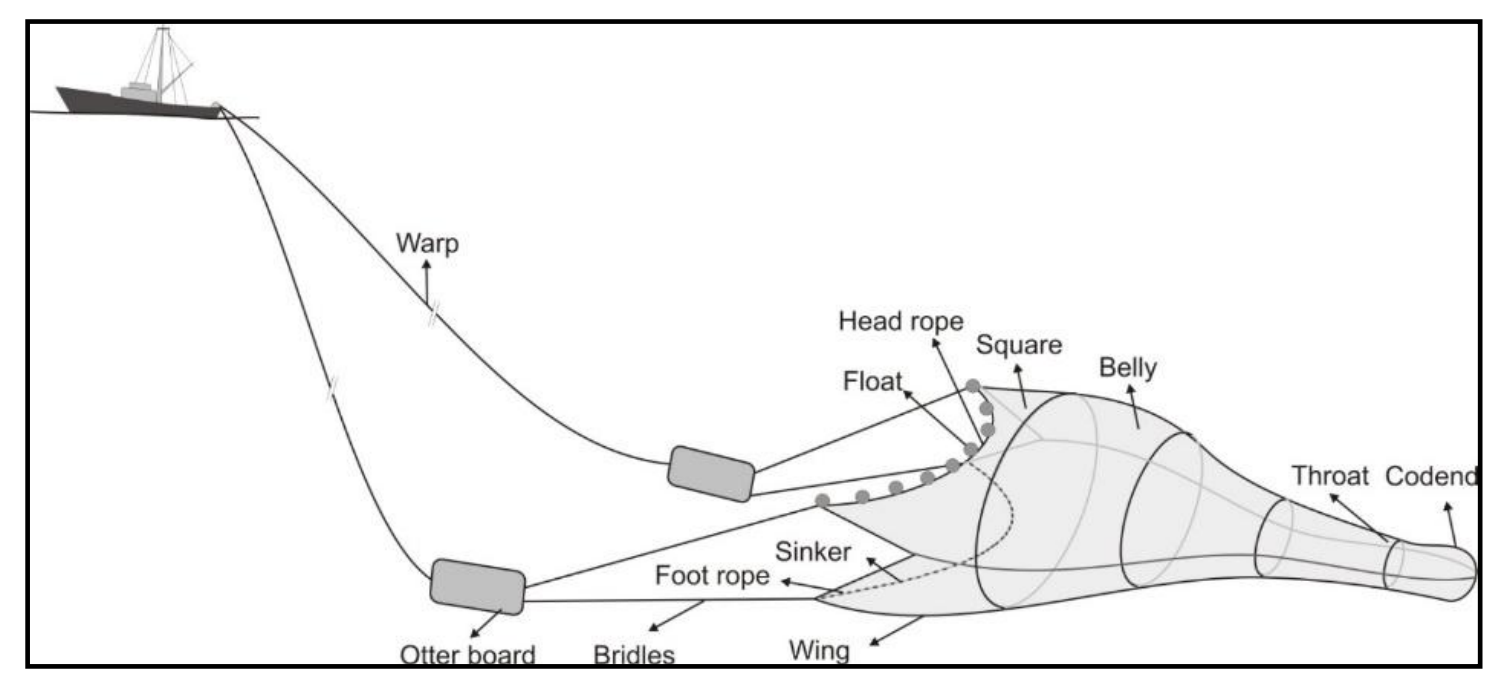 Warp
Head rope
Square
Float
Belly
Throat
Codend
Sinker
Foot rope
Otter board
Bridles
Wing